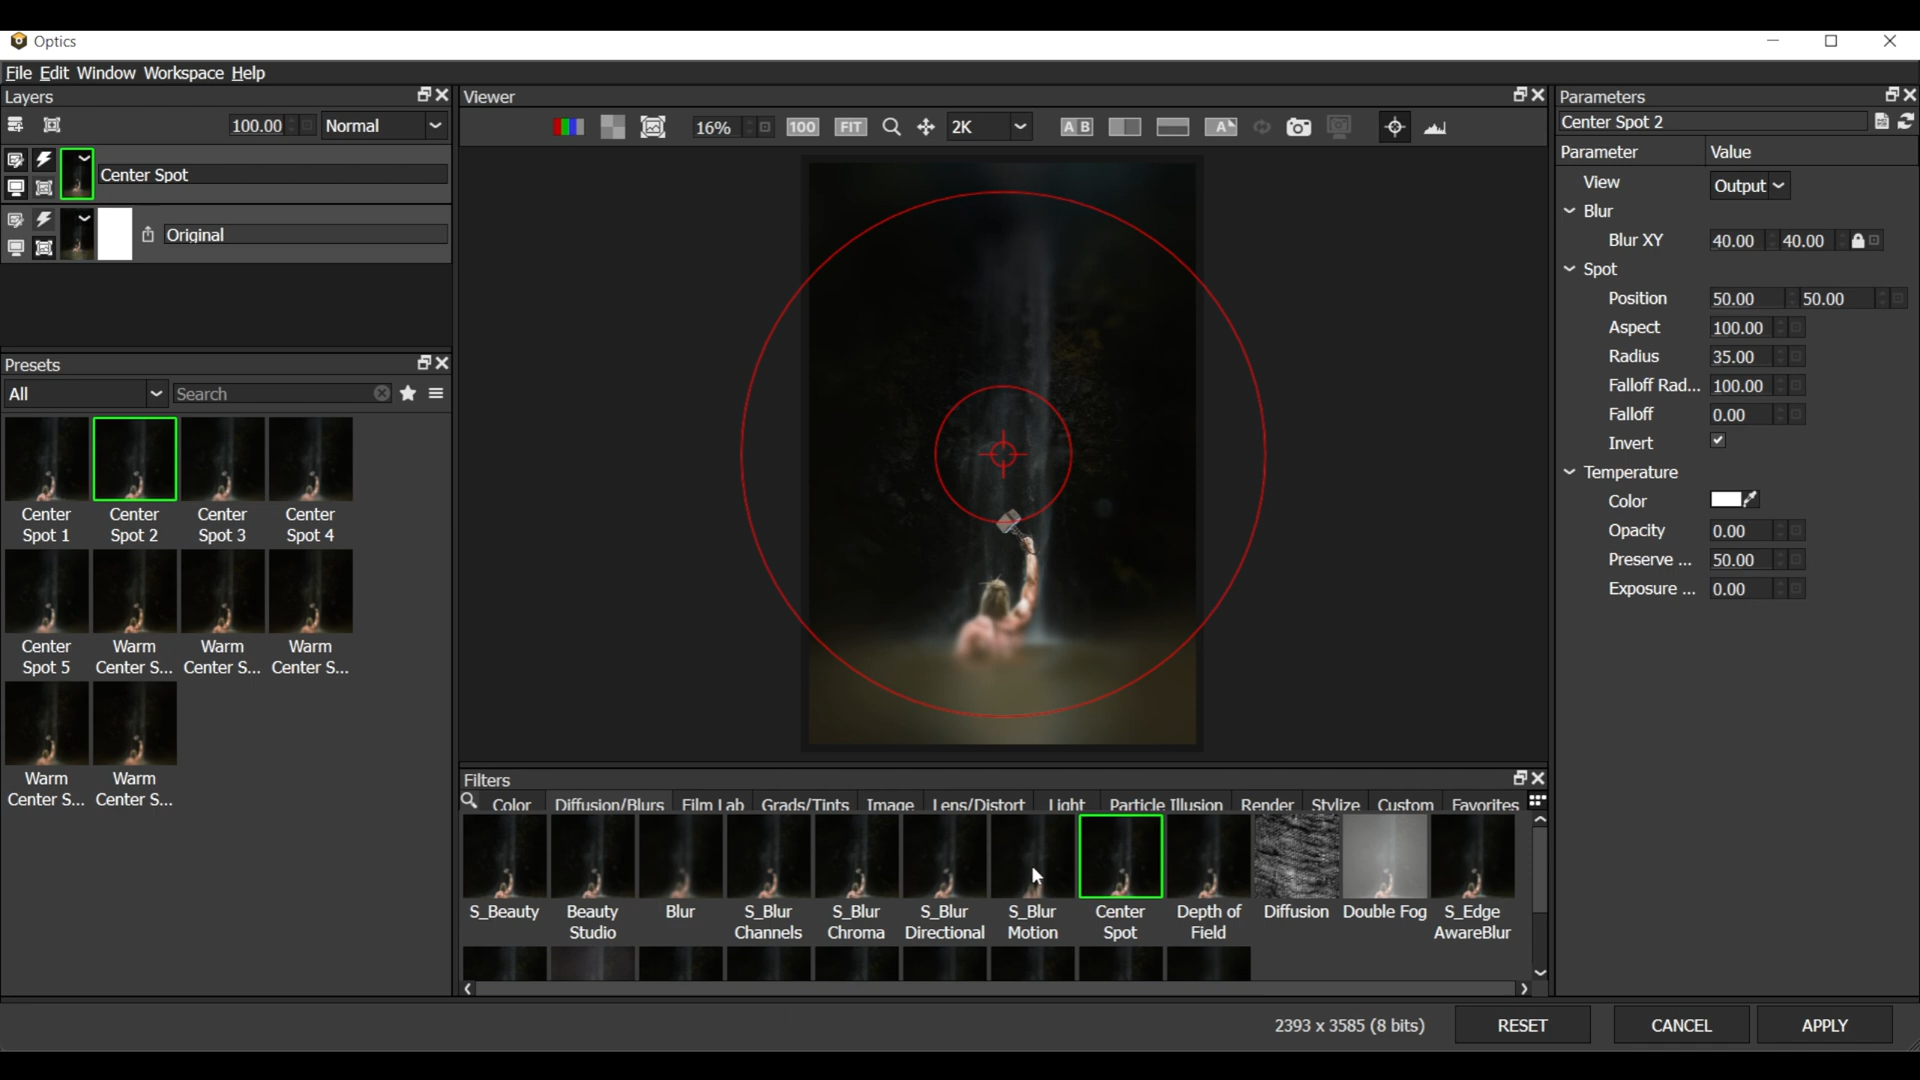 Optics
File Edit Window Workspace Help
Layers
100.00 Normal
Center Spot
Original
Presets
All Search
Center Spot 1
Center Spot 2
Center Spot 3
Center Spot 4
Center Spot 5
Warm Center S...
Warm Center S...
Warm Center S...
Warm Center S...
Warm Center S...
Viewer
16% 100 FIT 2K A B A
Filters
Color Diffusion/Blurs Film Lab Grads/Tints Image Lens/Distort Light Particle Illusion Render Stylize Custom Favorites
S_Beauty
Beauty Studio
Blur
S_Blur Channels
S_Blur Chroma
S_Blur Directional
S_Blur Motion
Center Spot
Depth of Field
Diffusion
Double Fog
S_Edge AwareBlur
Parameters
Center Spot 2
Parameter Value
View Output
Blur
Blur XY 40.00 40.00
Spot
Position 50.00 50.00
Aspect 100.00
Radius 35.00
Falloff Rad... 100.00
Falloff 0.00
Invert
Temperature
Color
Opacity 0.00
Preserve ... 50.00
Exposure ... 0.00
2393 x 3585 (8 bits) RESET CANCEL APPLY